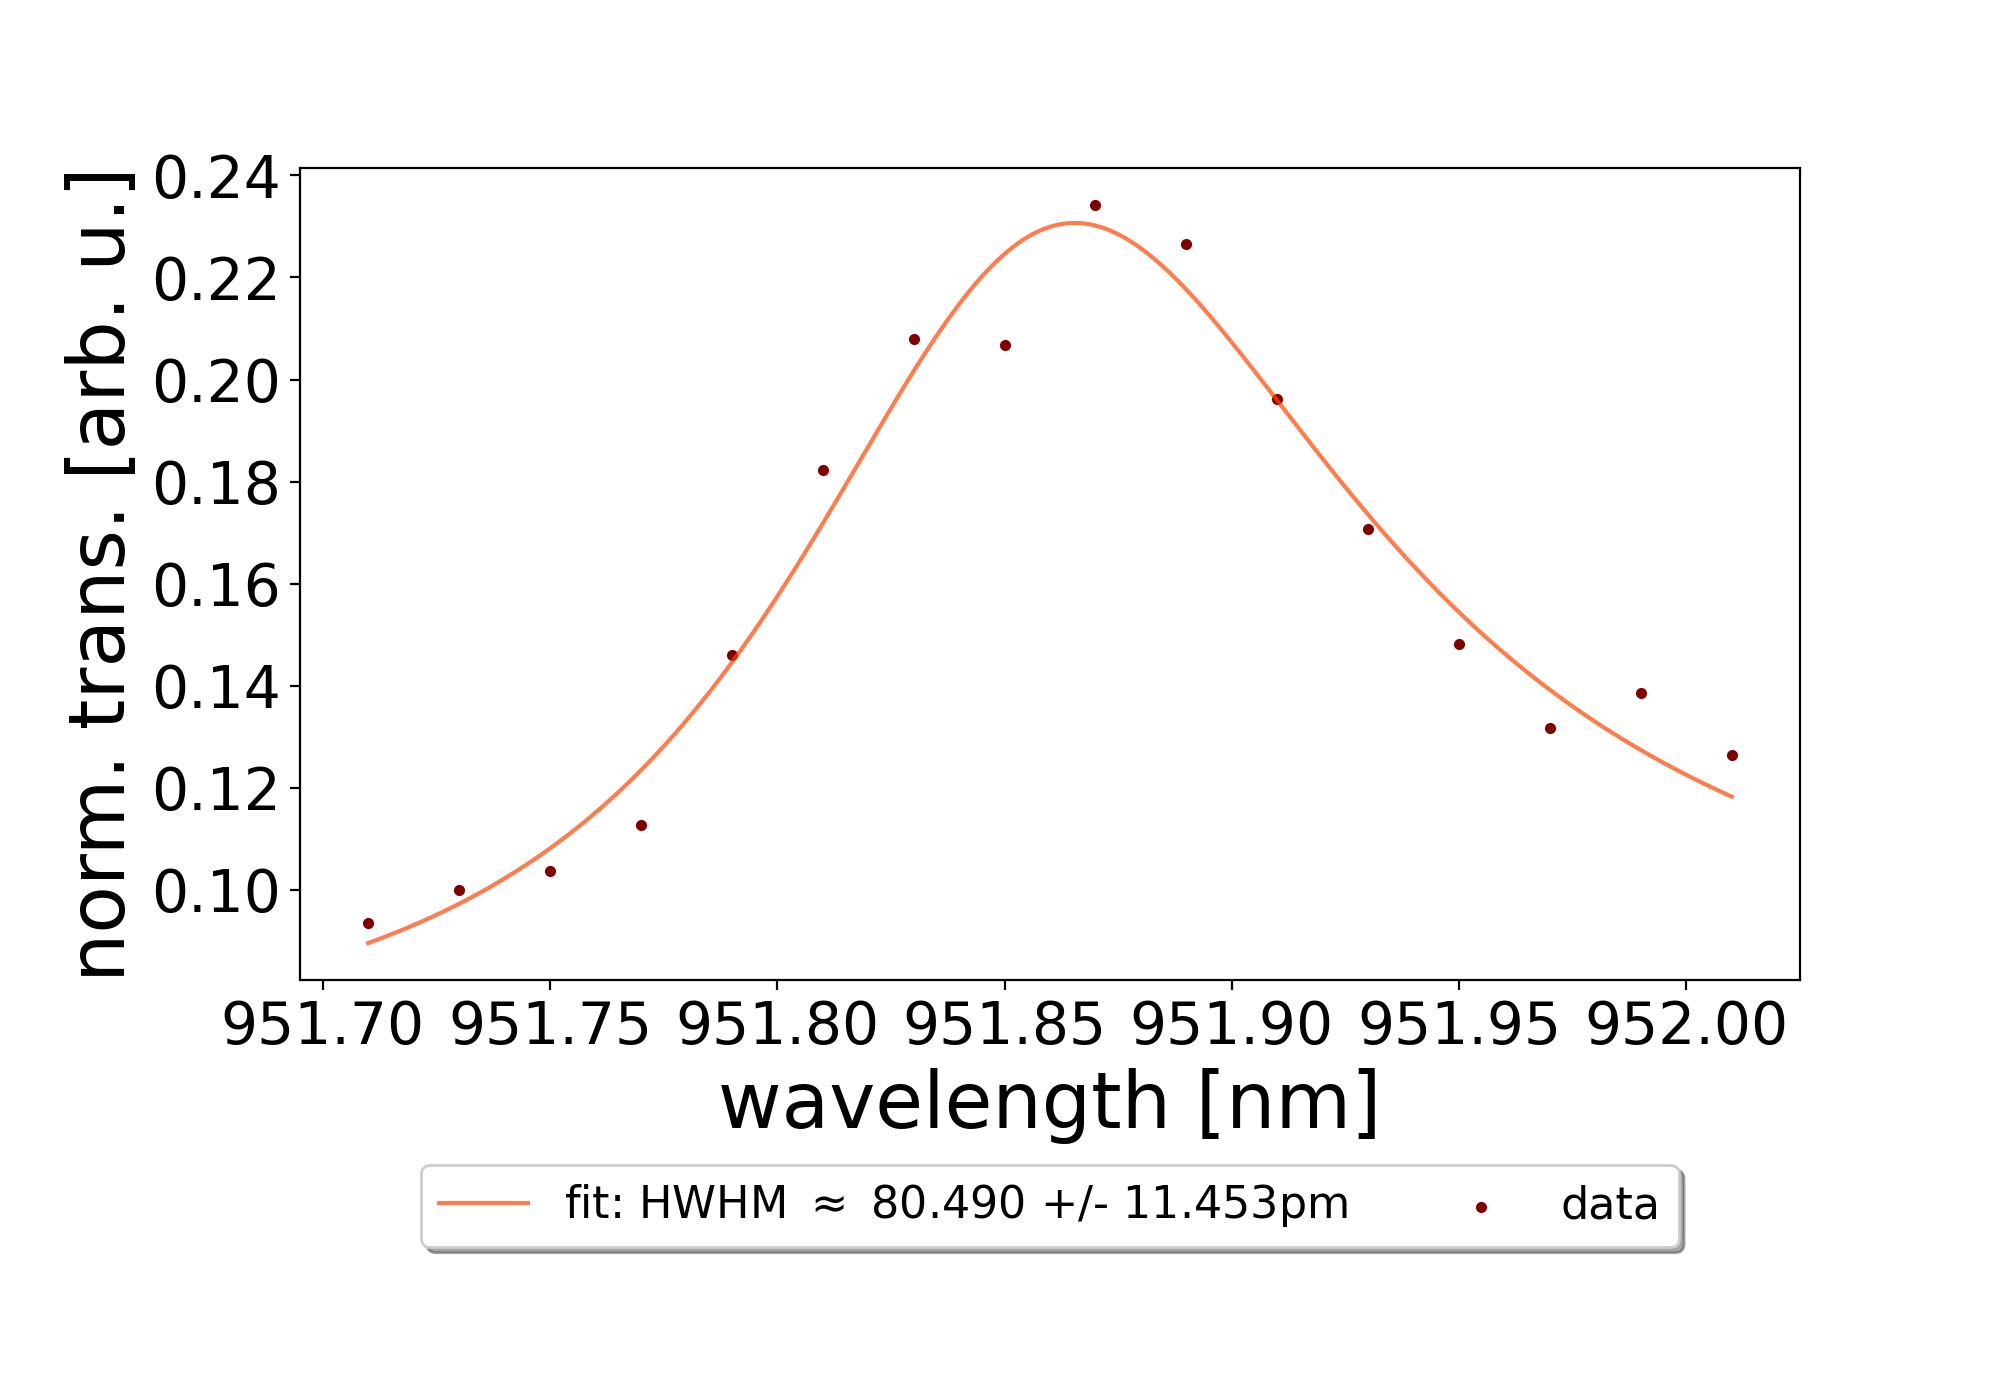 norm. trans. [arb. u.]
0.24
0.22
0.20
0.18
0.16
0.14
0.12
0.10
951.70 951.75 951.80 951.85 951.90 951.95 952.00
wavelength [nm]
fit: HWHM ≈ 80.490 +/- 11.453pm data